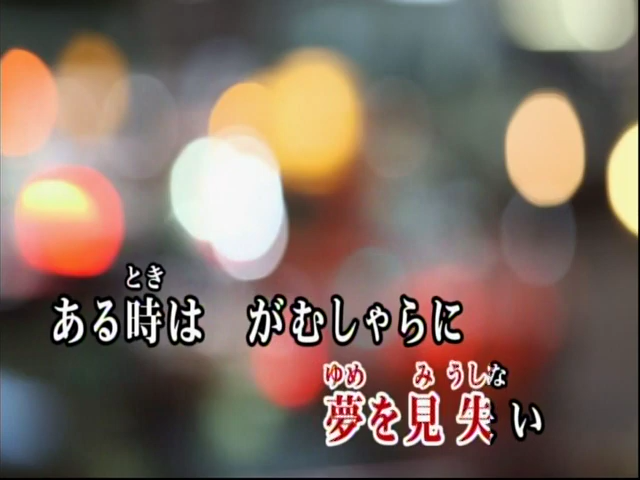 とき
ある時は　がむしゃらに
ゆめ　み　うしな
夢を見失い